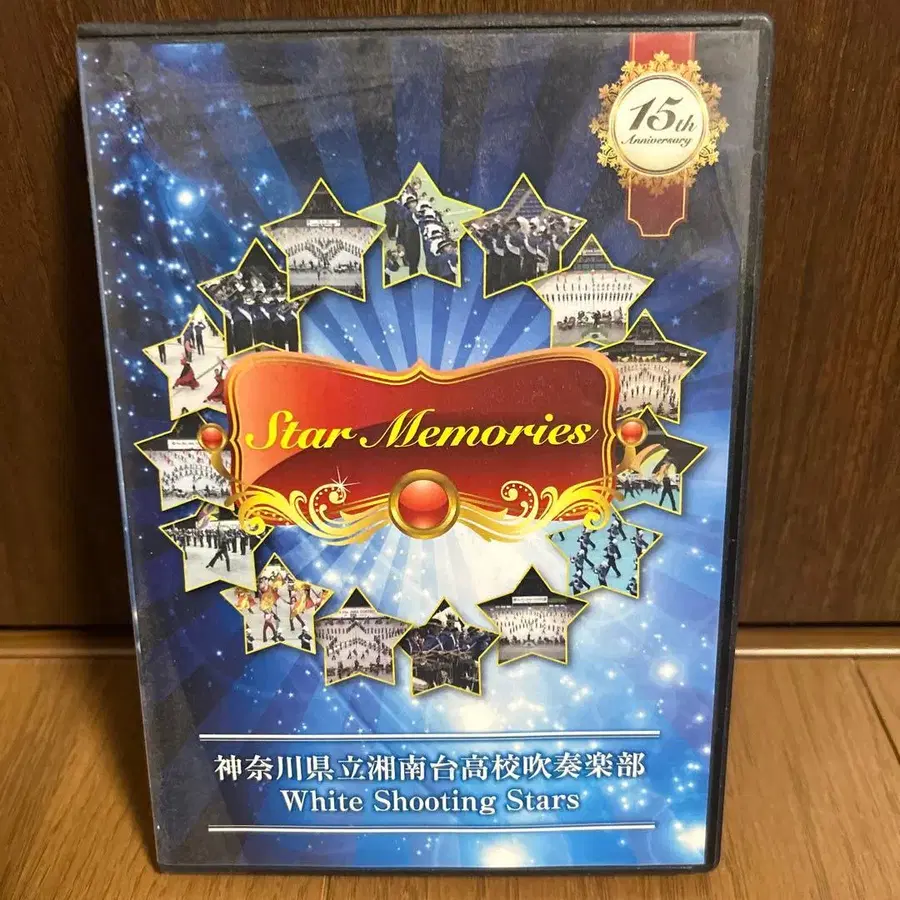 15th
Anniversary
Star Memories
神奈川県立湘南台高校吹奏楽部
White Shooting Stars